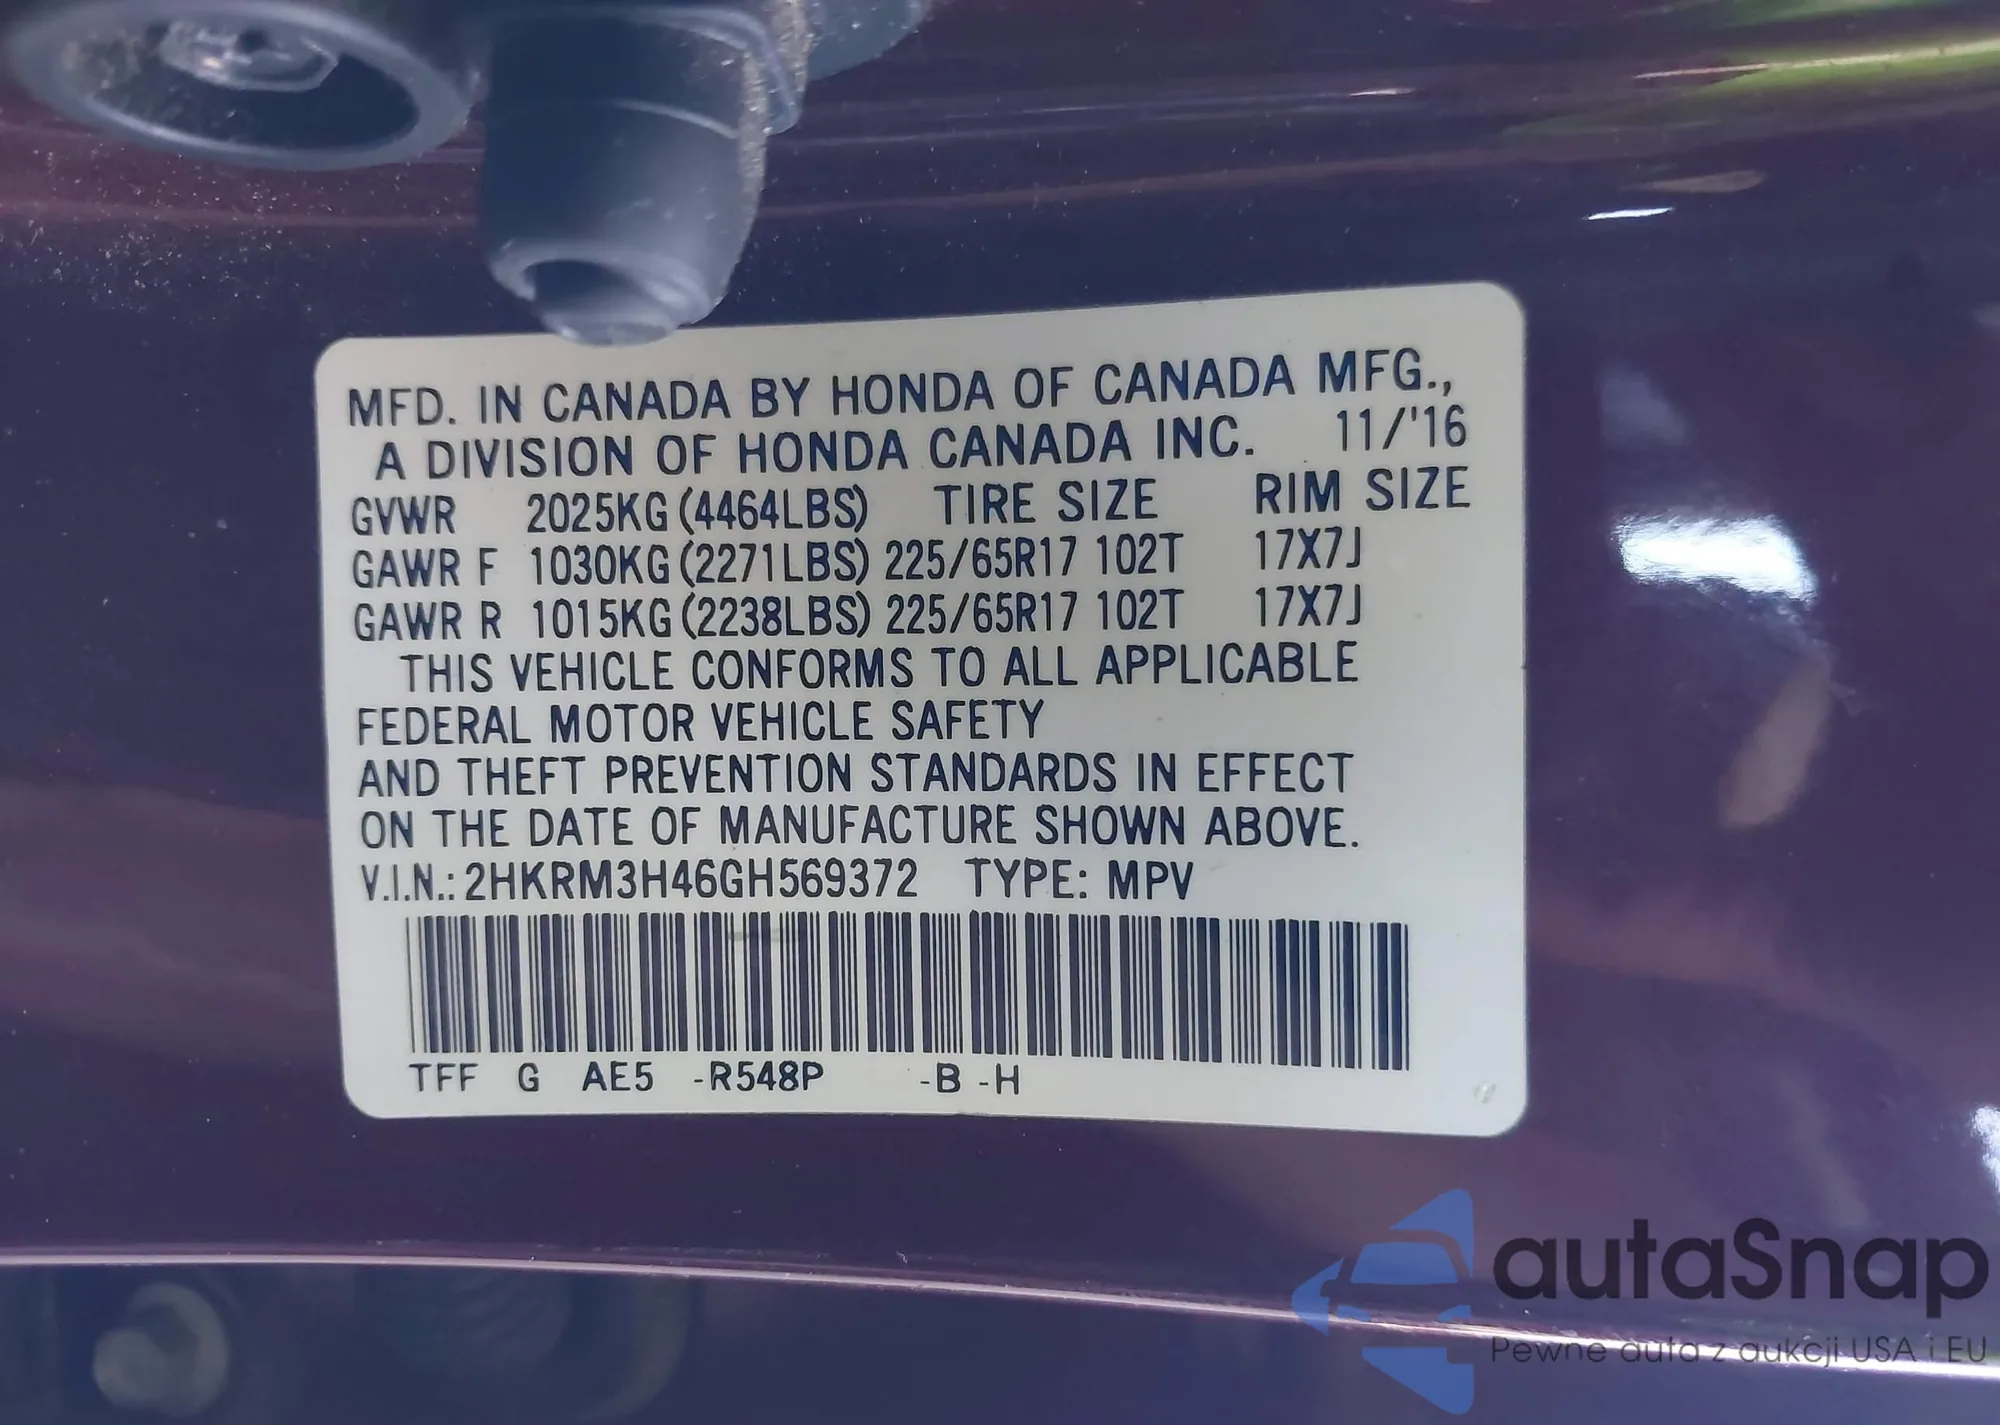 MFD. IN CANADA BY HONDA OF CANADA MFG.,
A DIVISION OF HONDA CANADA INC. 11/'16
GVWR 2025KG (4464LBS) TIRE SIZE RIM SIZE
GAWR F 1030KG (2271LBS) 225/65R17 102T 17X7J
GAWR R 1015KG (2238LBS) 225/65R17 102T 17X7J
THIS VEHICLE CONFORMS TO ALL APPLICABLE
FEDERAL MOTOR VEHICLE SAFETY
AND THEFT PREVENTION STANDARDS IN EFFECT
ON THE DATE OF MANUFACTURE SHOWN ABOVE.
V.I.N.: 2HKRM3H46GH569372 TYPE: MPV
TFF G AE5 -R548P -B -H
autaSnap
Pewne auta z aukcji USA i EU